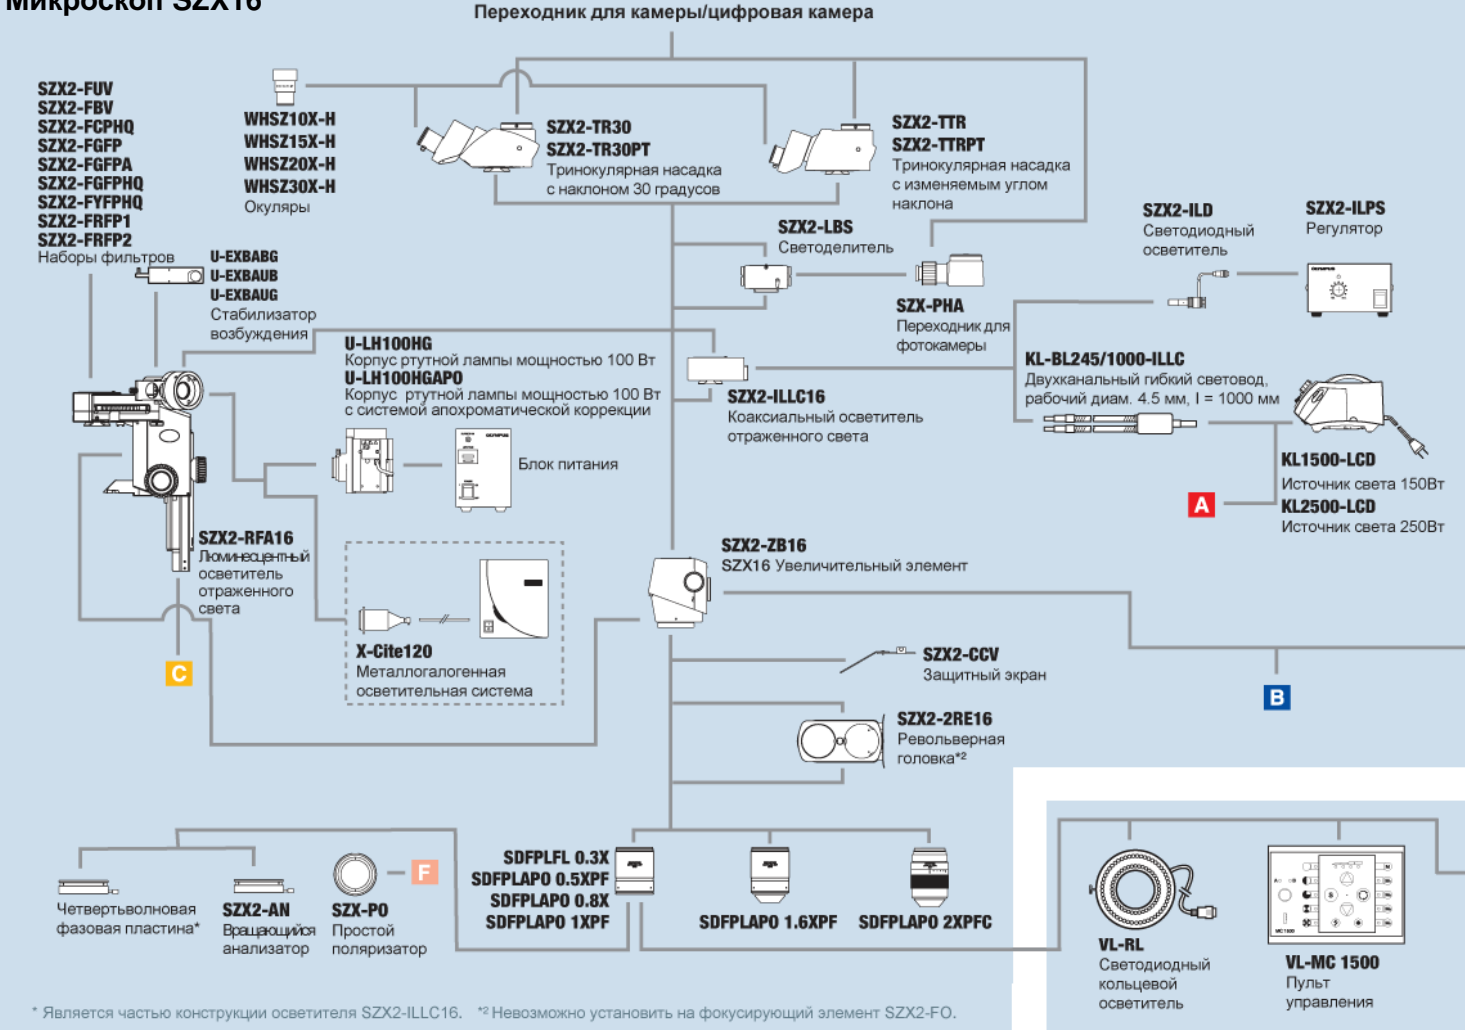 Микроскоп SZX16
Переходник для камеры/цифровая камера
SZX2-FUV
SZX2-FBV
SZX2-FCPHQ
SZX2-FGFP
SZX2-FGFPA
SZX2-FGFPHQ
SZX2-FYFPHQ
SZX2-FRFP1
SZX2-FRFP2
Наборы фильтров
WHSZ10X-H
WHSZ15X-H
WHSZ20X-H
WHSZ30X-H
Окуляры
SZX2-TR30
SZX2-TR30PT
Тринокулярная насадка
с наклоном 30 градусов
SZX2-TTR
SZX2-TTRPT
Тринокулярная насадка
с изменяемым углом
наклона
U-EXBABG
U-EXBAUB
U-EXBAUG
Стабилизатор
возбуждения
SZX2-LBS
Светоделитель
SZX-PHA
Переходник для
фотокамеры
SZX2-ILD
Светодиодный
осветитель
SZX2-ILPS
Регулятор
OLYMPUS
U-LH100HG
Корпус ртутной лампы мощностью 100 Вт
U-LH100HGAPO
Корпус ртутной лампы мощностью 100 Вт
с системой апохроматической коррекции
OLYMPUS
Блок питания
SZX2-ILLC16
Коаксиальный осветитель
отраженного света
KL-BL245/1000-ILLC
Двухканальный гибкий световод,
рабочий диам. 4.5 мм, l = 1000 мм
KL1500-LCD
Источник света 150Вт
KL2500-LCD
Источник света 250Вт
A
SZX2-RFA16
Люминесцентный
осветитель
отраженного
света
C
X-Cite120
Металлогалогенная
осветительная система
SZX2-ZB16
SZX16 Увеличительный элемент
B
SZX2-CCV
Защитный экран
SZX2-2RE16
Револьверная
головка*²
Четвертьволновая
фазовая пластина*
SZX2-AN
Вращающийся
анализатор
SZX-PO
Простой
поляризатор
F
SDFPLFL 0.3X
SDFPLAPO 0.5XPF
SDFPLAPO 0.8X
SDFPLAPO 1XPF
SDFPLAPO 1.6XPF
SDFPLAPO 2XPFC
VL-RL
Светодиодный
кольцевой
осветитель
MC 1500
VL-MC 1500
Пульт
управления
* Является частью конструкции осветителя SZX2-ILLC16. *² Невозможно установить на фокусирующий элемент SZX2-FO.